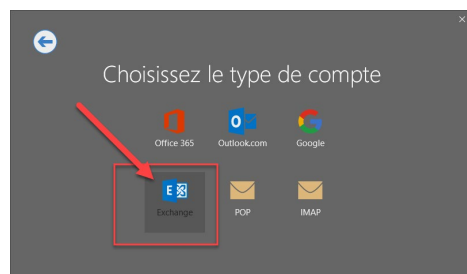 Choisissez le type de compte
Office 365 Outlook.com Google
Exchange POP IMAP